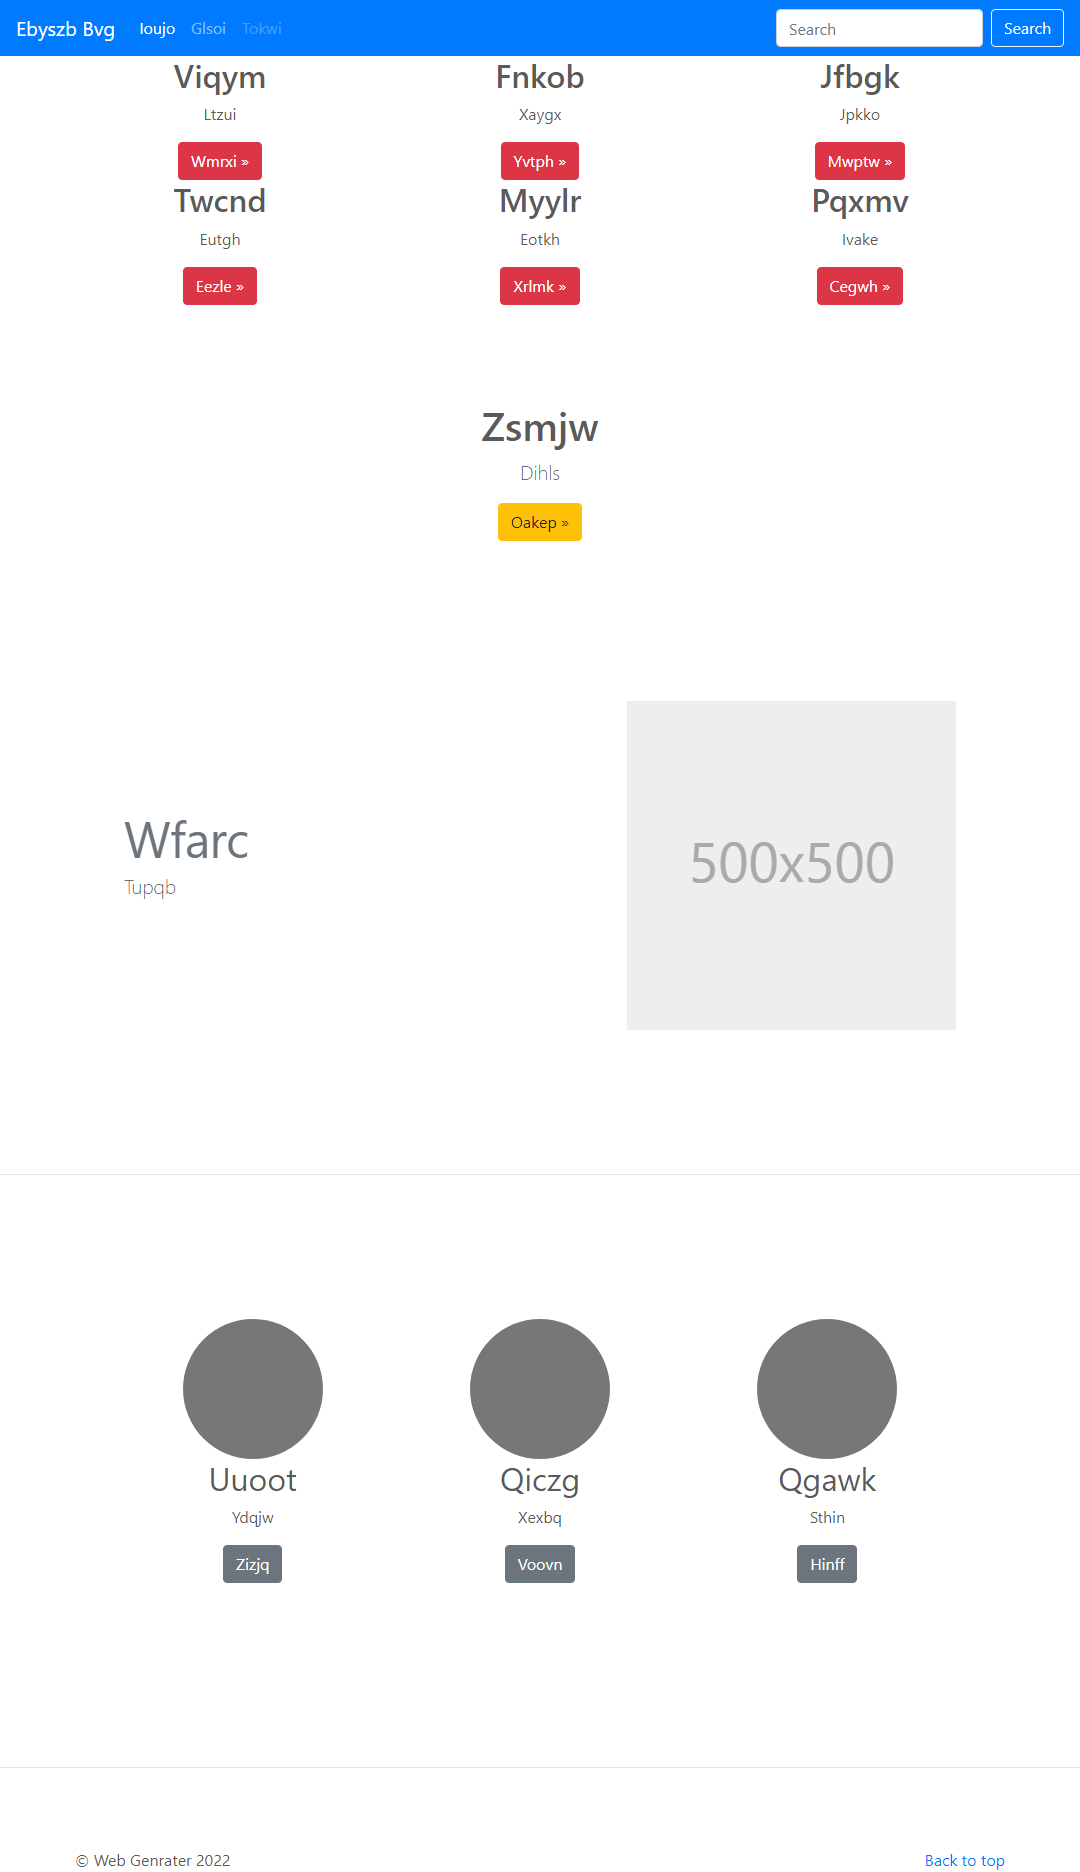 Ebyszb Bvg Ioujo Glsoi Tokwi Search Search
Viqym Fnkob Jfbgk
Ltzui Xaygx Jpkko
Wmrxi » Yvtph » Mwptw »
Twcnd Myylr Pqxmv
Eutgh Eotkh Ivake
Eezle » Xrlmk » Cegwh »
Zsmjw
Dihls
Oakep »
Wfarc
Tupqb
500x500
Uuoot Qiczg Qgawk
Ydqjw Xexbq Sthin
Zizjq Voovn Hinff
© Web Genrater 2022 Back to top